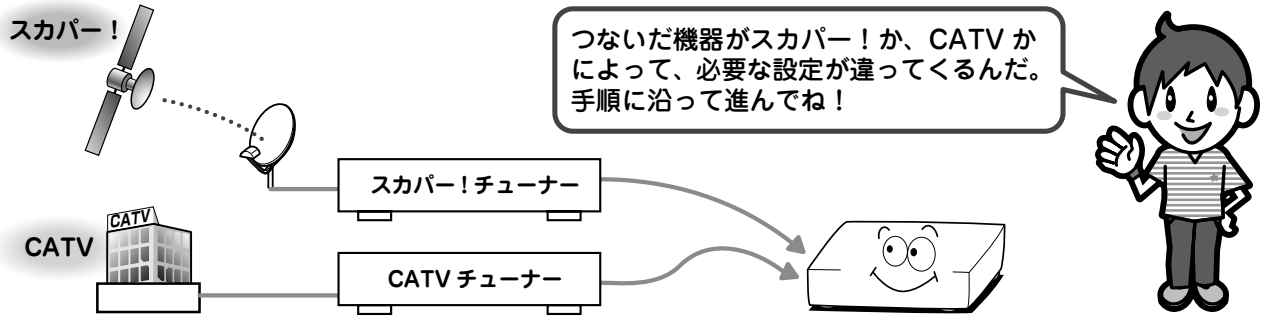 スカパー！
つないだ機器がスカパー！か、CATV か
によって、必要な設定が違ってくるんだ。
手順に沿って進んでね！
スカパー！チューナー
CATV
CATV
CATV チューナー